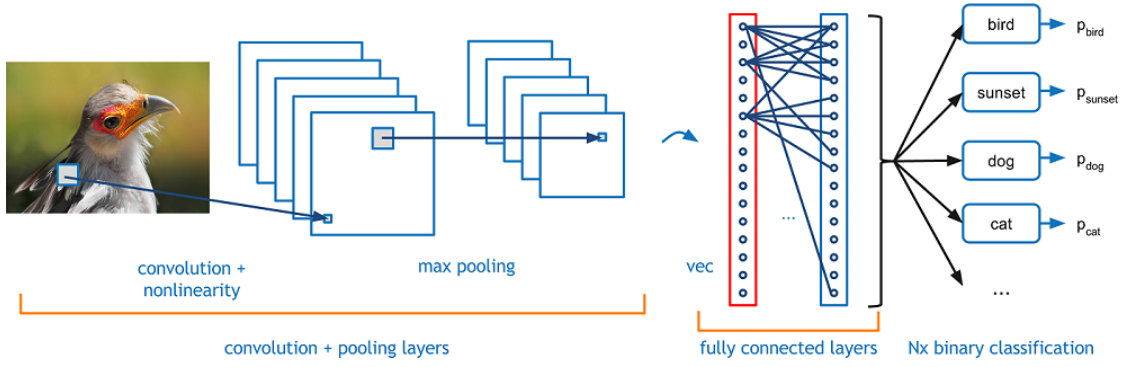 bird
p_bird
sunset
p_sunset
dog
p_dog
cat
p_cat
...
...
convolution +
nonlinearity
max pooling
vec
convolution + pooling layers
fully connected layers
Nx binary classification